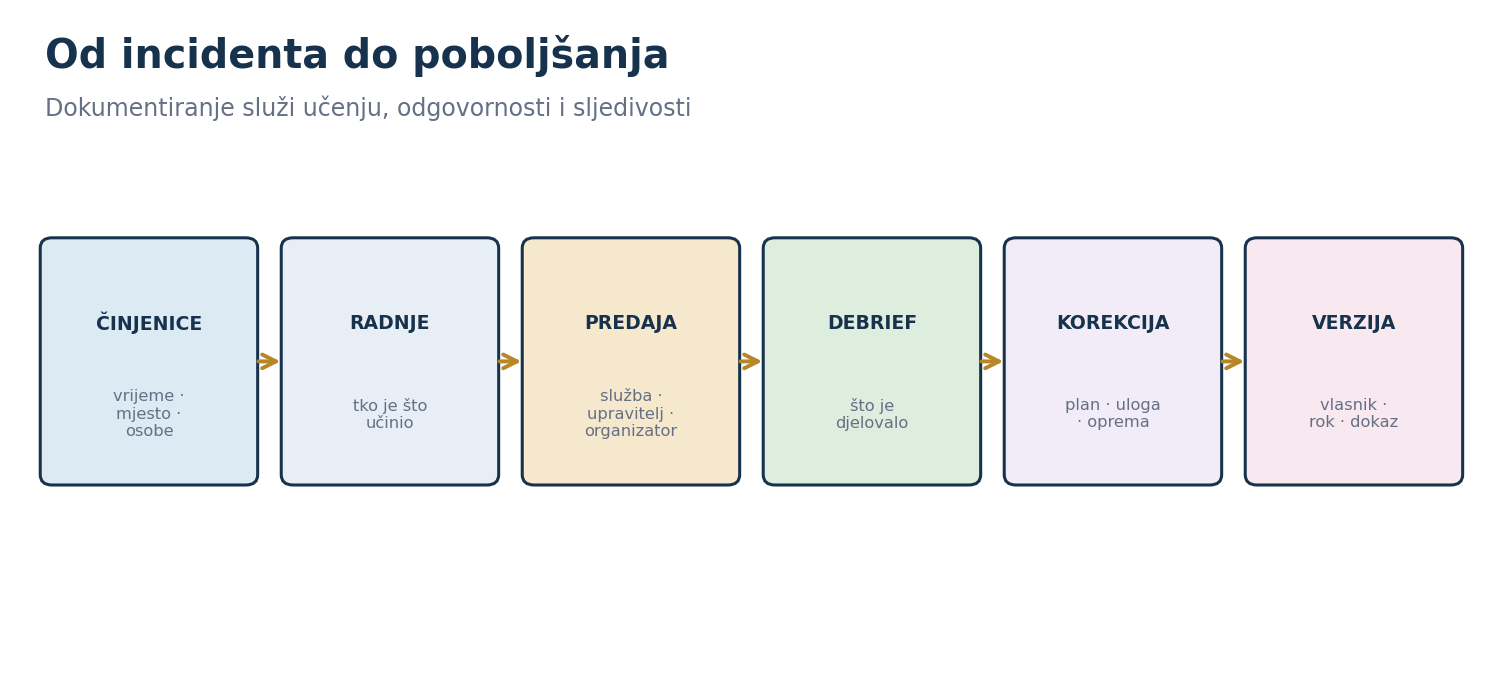 Od incidenta do poboljšanja
Dokumentiranje služi učenju, odgovornosti i sljedivosti
ČINJENICE
vrijeme ·
mjesto ·
osobe
RADNJE
tko je što
učinio
PREDAJA
služba ·
upravitelj ·
organizator
DEBRIEF
što je
djelovalo
KOREKCIJA
plan · uloga
· oprema
VERZIJA
vlasnik ·
rok · dokaz